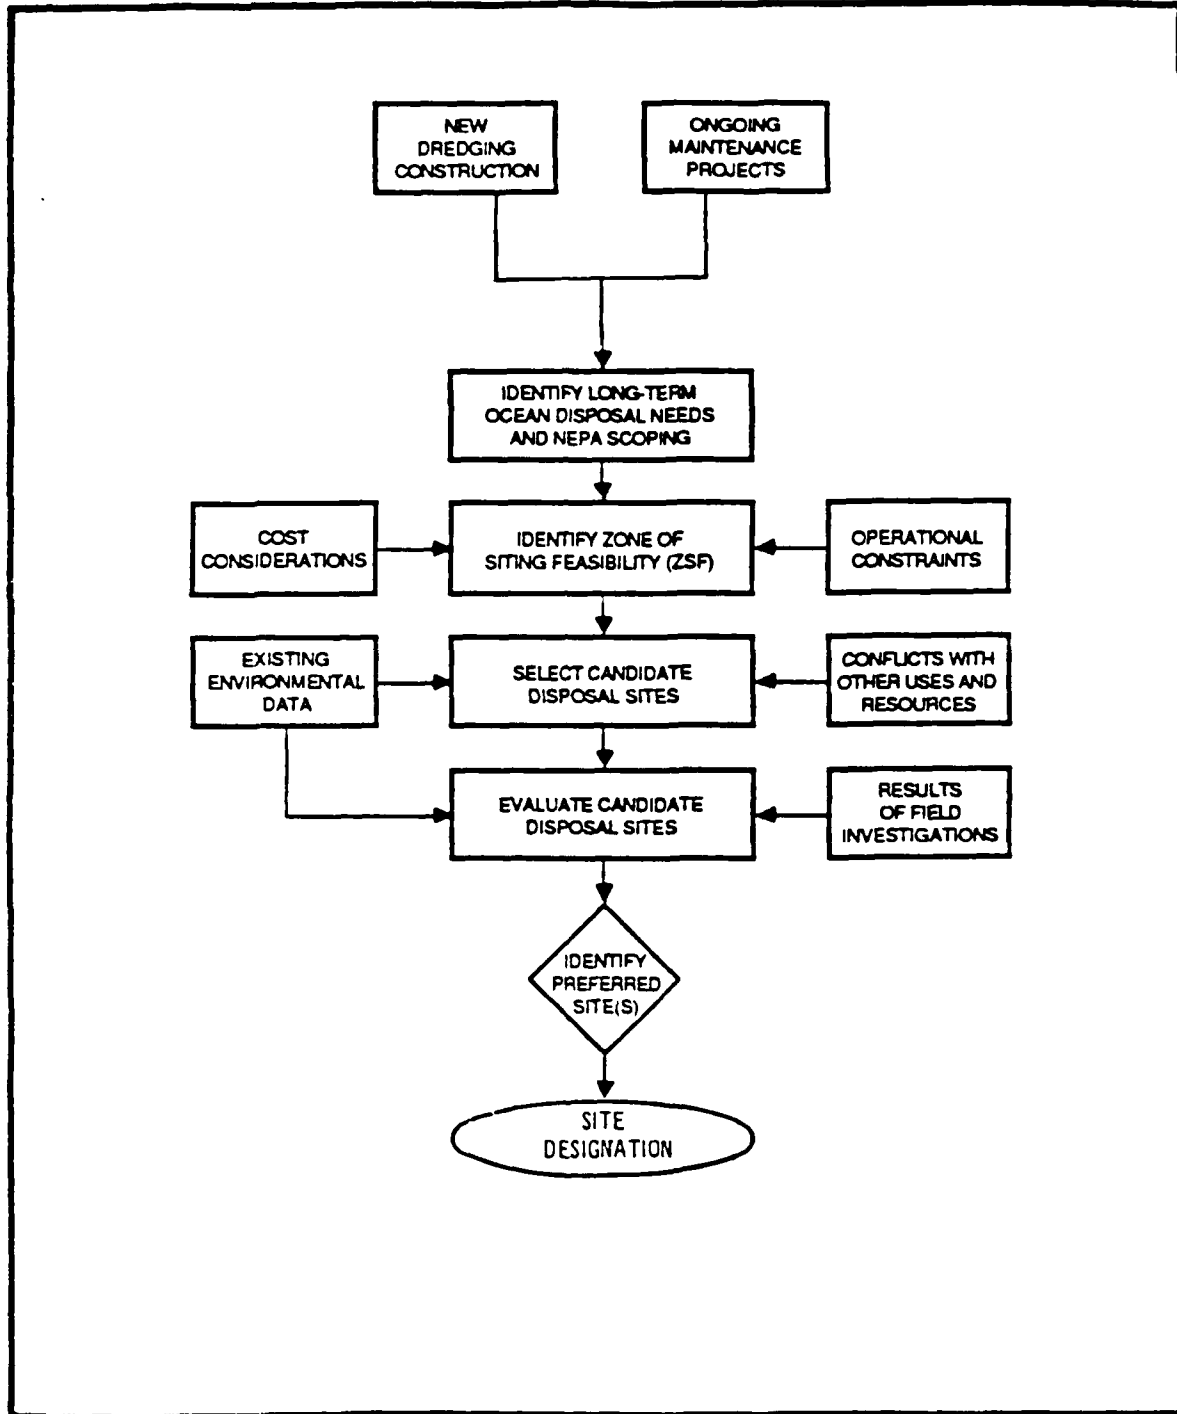 NEW
DREDGING
CONSTRUCTION
ONGOING
MAINTENANCE
PROJECTS
IDENTIFY LONG-TERM
OCEAN DISPOSAL NEEDS
AND NEPA SCOPING
COST
CONSIDERATIONS
IDENTIFY ZONE OF
SITING FEASIBILITY (ZSF)
OPERATIONAL
CONSTRAINTS
EXISTING
ENVIRONMENTAL
DATA
SELECT CANDIDATE
DISPOSAL SITES
CONFLICTS WITH
OTHER USES AND
RESOURCES
EVALUATE CANDIDATE
DISPOSAL SITES
RESULTS
OF FIELD
INVESTIGATIONS
IDENTIFY
PREFERRED
SITE(S)
SITE
DESIGNATION